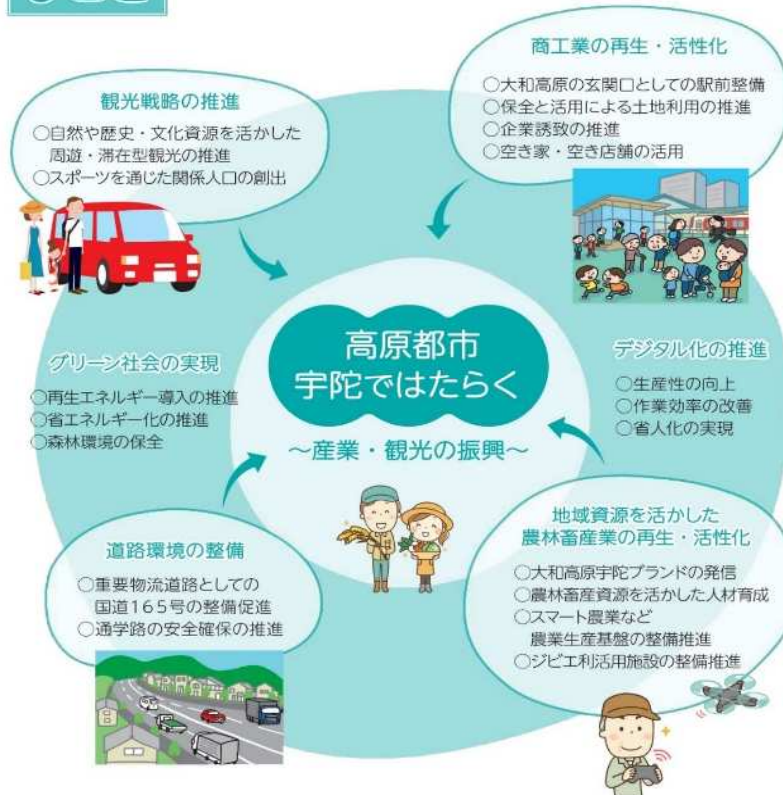 商工業の再生・活性化
○大和高原の玄関口としての駅前整備
○保全と活用による土地利用の推進
○企業誘致の推進
○空き家・空き店舗の活用
観光戦略の推進
○自然や歴史・文化資源を活かした
周遊・滞在型観光の推進
○スポーツを通じた関係人口の創出
高原都市
宇陀ではたらく
～産業・観光の振興～
グリーン社会の実現
○再生エネルギー導入の推進
○省エネルギー化の推進
○森林環境の保全
デジタル化の推進
○生産性の向上
○作業効率の改善
○省人化の実現
道路環境の整備
○重要物流道路としての
国道165号の整備促進
○通学路の安全確保の推進
地域資源を活かした
農林畜産業の再生・活性化
○大和高原宇陀ブランドの発信
○農林畜産資源を活かした人材育成
○スマート農業など
農業生産基盤の整備推進
○ジビエ利活用施設の整備推進